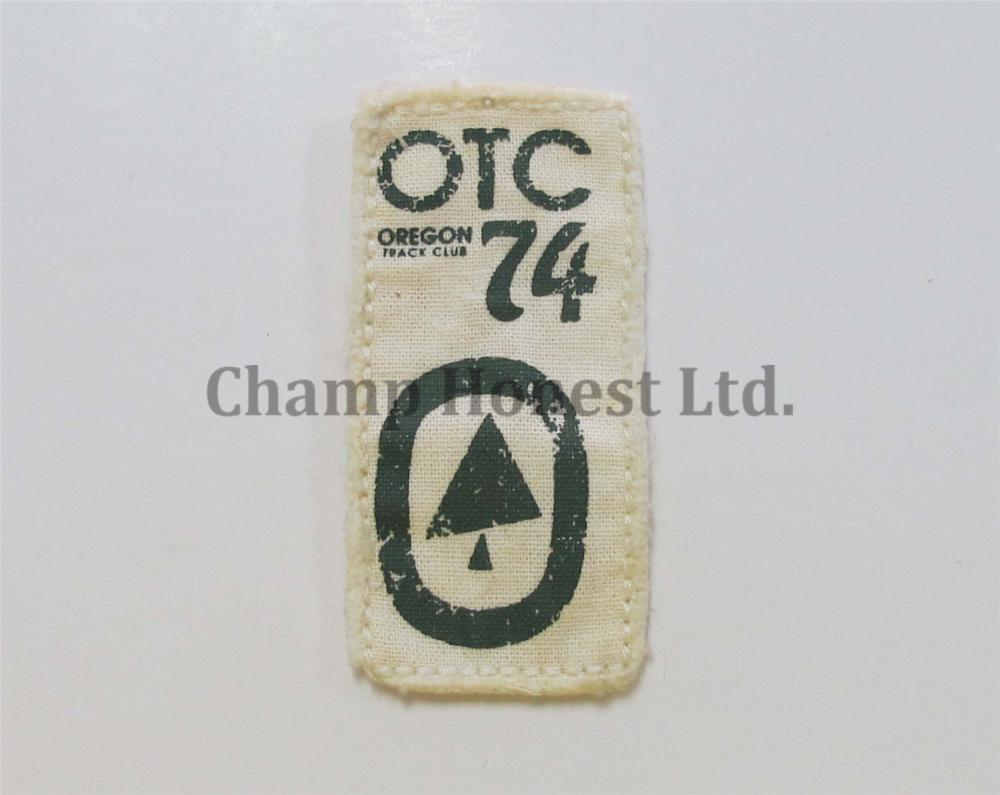 OTC
OREGON
TRACK CLUB
74
Champ Honest Ltd.